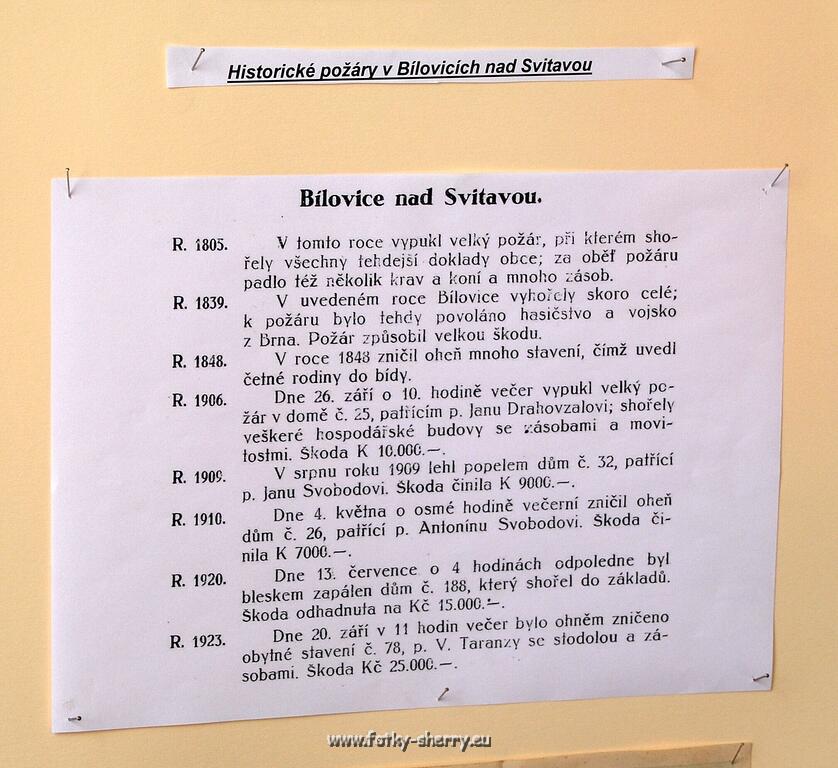 Historické požáry v Bílovicích nad Svitavou
Bílovice nad Svitavou.
R. 1805. V tomto roce vypukl velký požár, při kterém sho-
řely všechny tehdejší doklady obce; za oběť požáru
padlo též několik krav a koní a mnoho zásob.
R. 1839. V uvedeném roce Bílovice vyhořely skoro celé;
k požáru bylo tehdy povoláno hasičstvo a vojsko
z Brna. Požár způsobil velkou škodu.
R. 1848. V roce 1848 zničil oheň mnoho stavení, čímž uvedl
četné rodiny do bídy.
R. 1906. Dne 26. září o 10. hodině večer vypukl velký po-
žár v domě č. 25, patřícím p. Janu Drahovzalovi; shořely
veškeré hospodářské budovy se zásobami a movi-
tostmi. Škoda K 10.000.—.
R. 1909. V srpnu roku 1909 lehl popelem dům č. 32, patřící
p. Janu Svobodovi. Škoda činila K 9000.—.
R. 1910. Dne 4. května o osmé hodině večerní zničil oheň
dům č. 26, patřící p. Antonínu Svobodovi. Škoda či-
nila K 7000.—.
R. 1920. Dne 13. července o 4 hodinách odpoledne byl
bleskem zapálen dům č. 188, který shořel do základů.
Škoda odhadnuta na Kč 15.000.—.
R. 1923. Dne 20. září v 11 hodin večer bylo ohněm zničeno
obytné stavení č. 78, p. V. Taranzy se stodolou a zá-
sobami. Škoda Kč 25.000.—.
www.fotky-sherry.eu